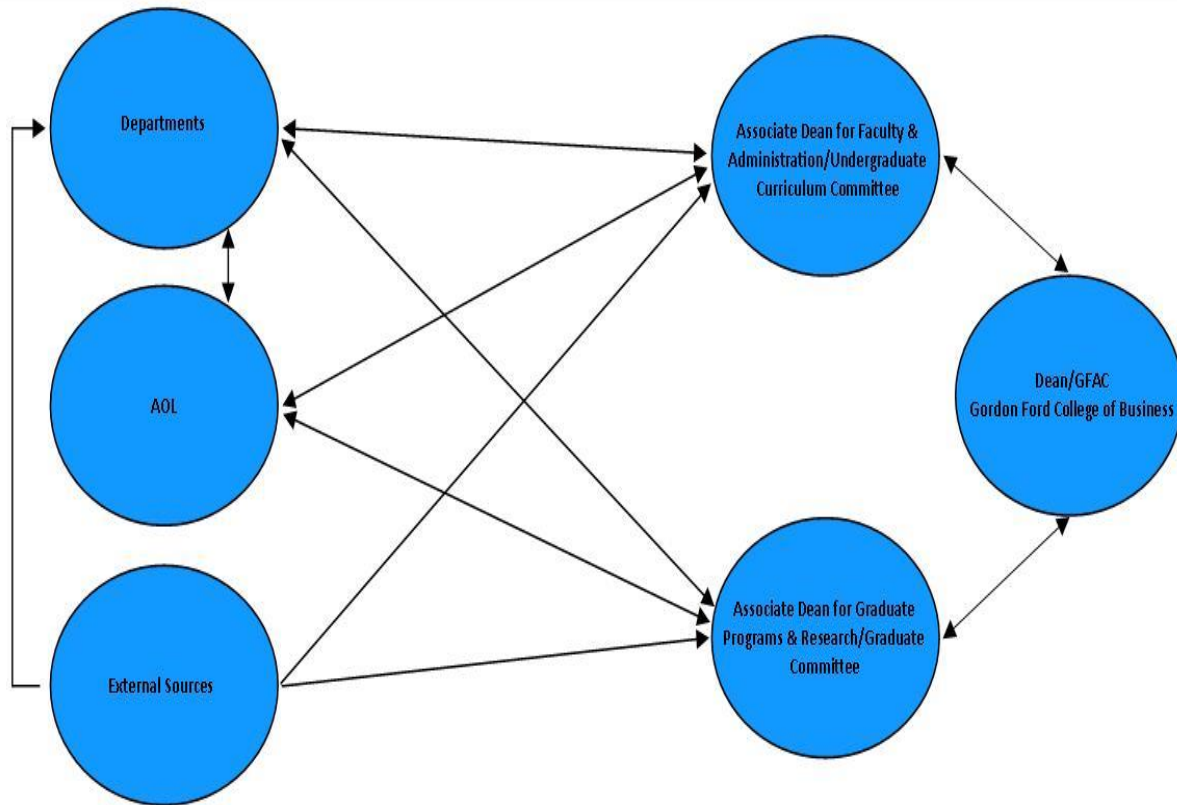 Departments
Associate Dean for Faculty &
Administration/Undergraduate
Curriculum Committee
AOL
Dean/GFAC
Gordon Ford College of Business
External Sources
Associate Dean for Graduate
Programs & Research/Graduate
Committee